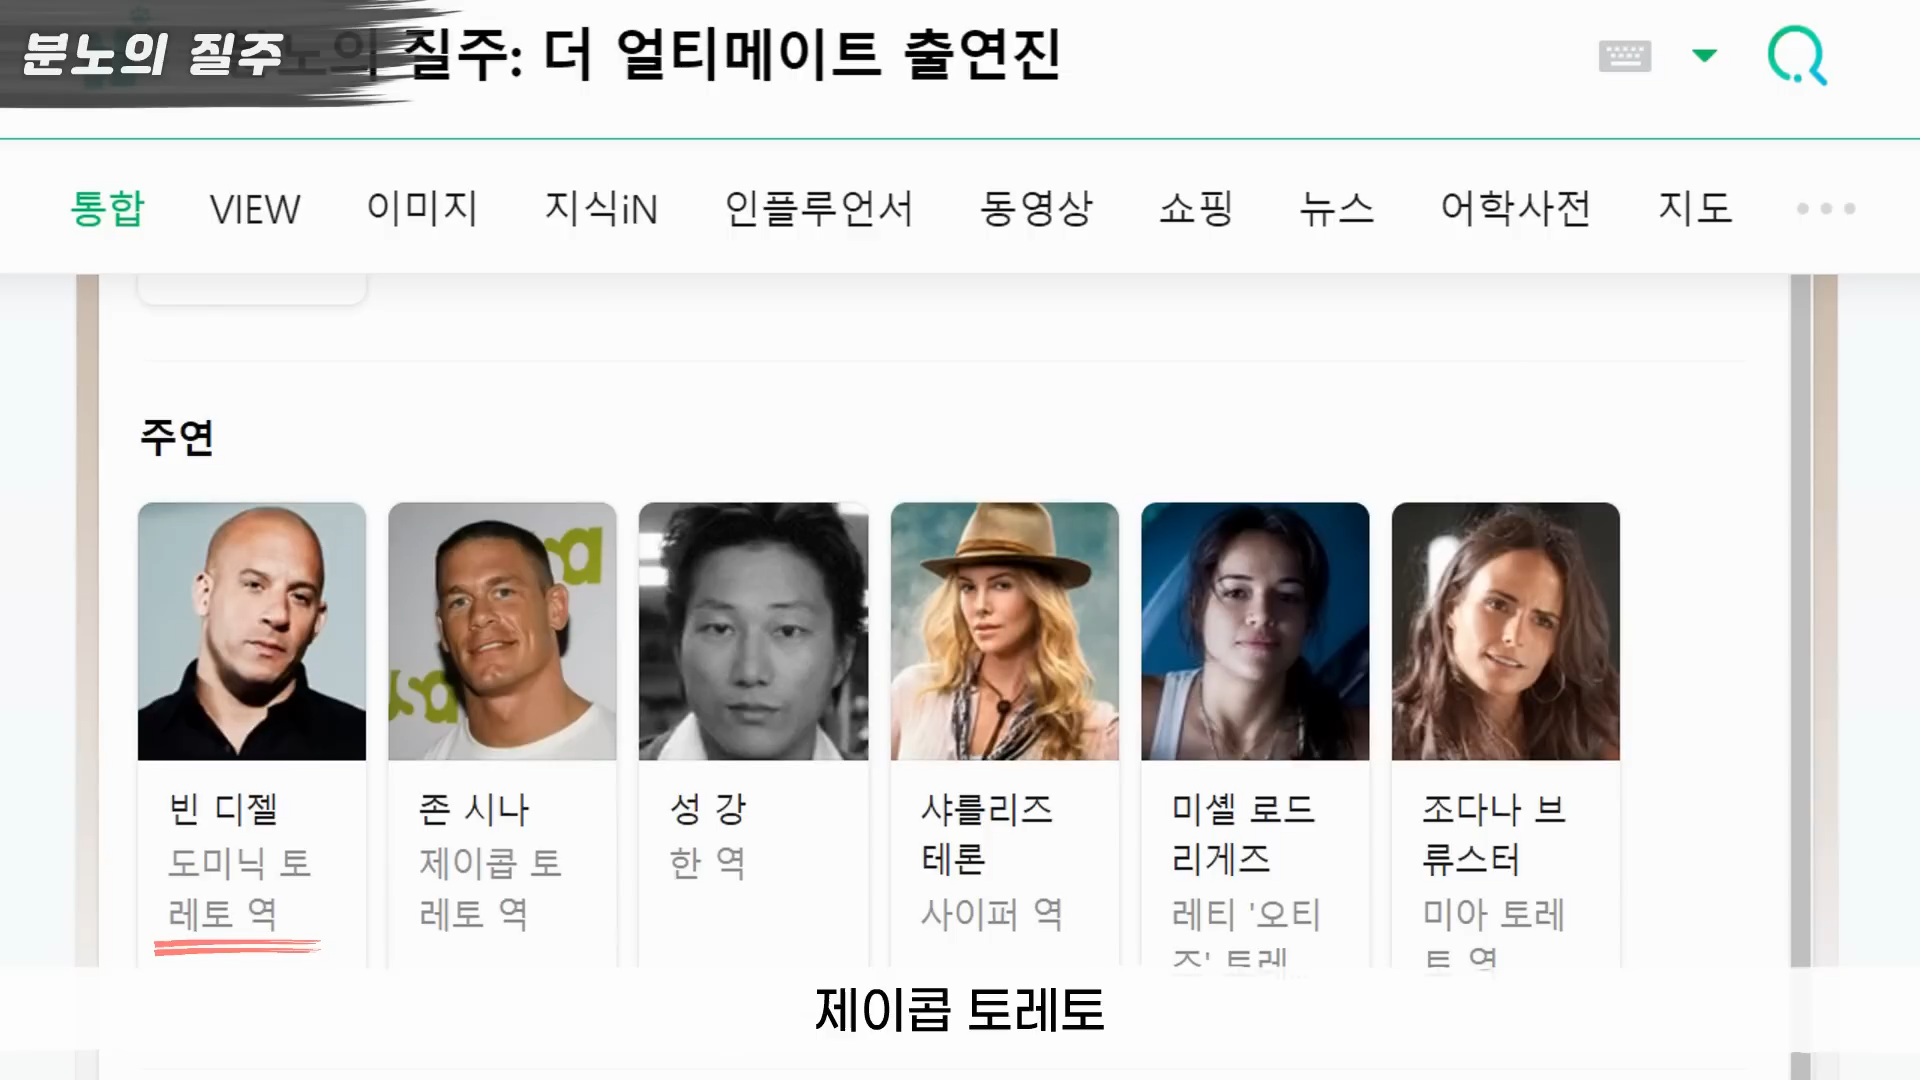 분노의 질주
노의 질주: 더 얼티메이트 출연진
통합 VIEW 이미지 지식iN 인플루언서 동영상 쇼핑 뉴스 어학사전 지도
주연
usa
빈 디젤
도미닉 토
레토 역
존 시나
제이콥 토
레토 역
성 강
한 역
샤를리즈
테론
사이퍼 역
미셸 로드
리게즈
레티 '오티
즈' 토레...
조다나 브
류스터
미아 토레
토 역
제이콥 토레토